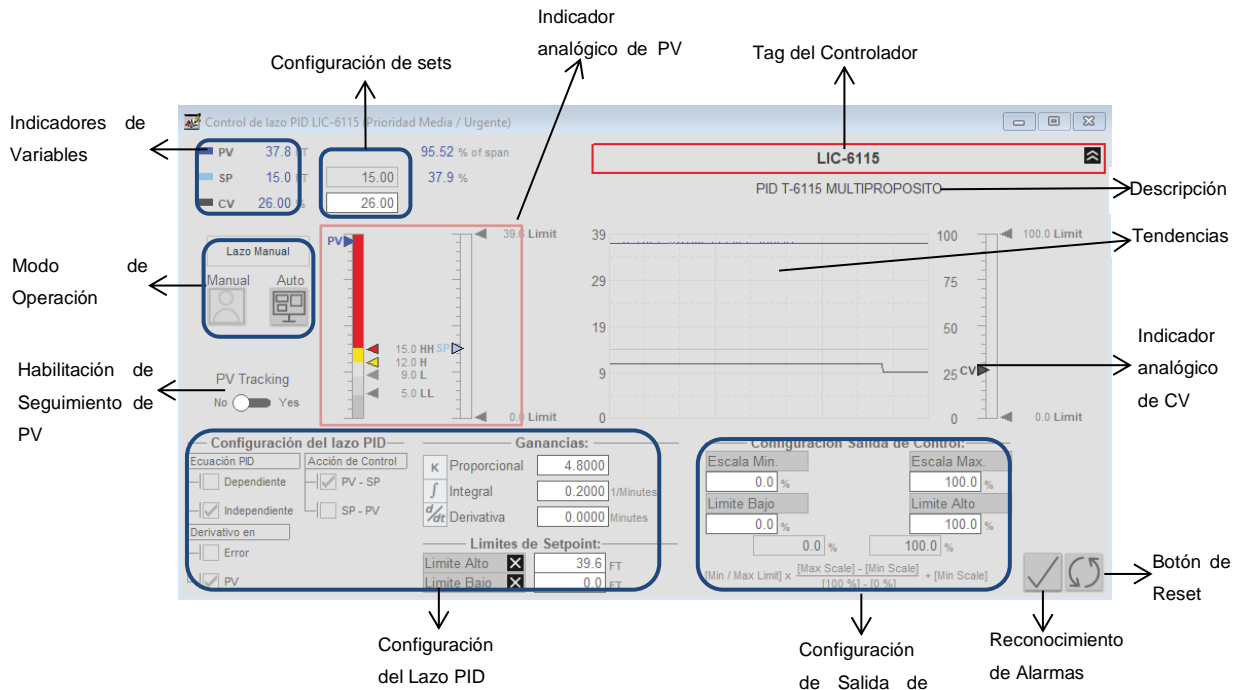 Indicador
analógico de PV
Configuración de sets
Tag del Controlador
Indicadores de
Variables
Control de lazo PID LIC-6115 (Prioridad Media / Urgente)
PV 37.8 FT 95.52 % of span
SP 15.0 FT 15.00 37.9 %
CV 26.00 % 26.00
LIC-6115
PID T-6115 MULTIPROPOSITO
Descripción
Tendencias
Modo de
Operación
Lazo Manual
Manual Auto
PV
39.6 Limit
15.0 HH SP
12.0 H
9.0 L
5.0 LL
0.0 Limit
39
29
19
9
0
100
75
50
25
0
100.0 Limit
CV
0.0 Limit
Indicador
analógico
de CV
Habilitación de
Seguimiento de
PV
PV Tracking
No Yes
Configuración del lazo PID
Ecuación PID Acción de Control
Dependiente PV - SP
Independiente SP - PV
Derivativo en
Error
PV
Ganancias:
K Proporcional 4.8000
∫ Integral 0.2000 1/Minutes
d/dt Derivativa 0.0000 Minutes
Limites de Setpoint:
Limite Alto 39.6 FT
Limite Bajo 0.0 FT
Configuración Salida de Control:
Escala Min. Escala Max.
0.0 % 100.0 %
Limite Bajo Limite Alto
0.0 % 100.0 %
0.0 % 100.0 %
[Min / Max Limit] x [Max Scale] - [Min Scale] + [Min Scale]
[100 %] - [0 %]
Botón de
Reset
Configuración
del Lazo PID
Configuración
de Salida de
Reconocimiento
de Alarmas